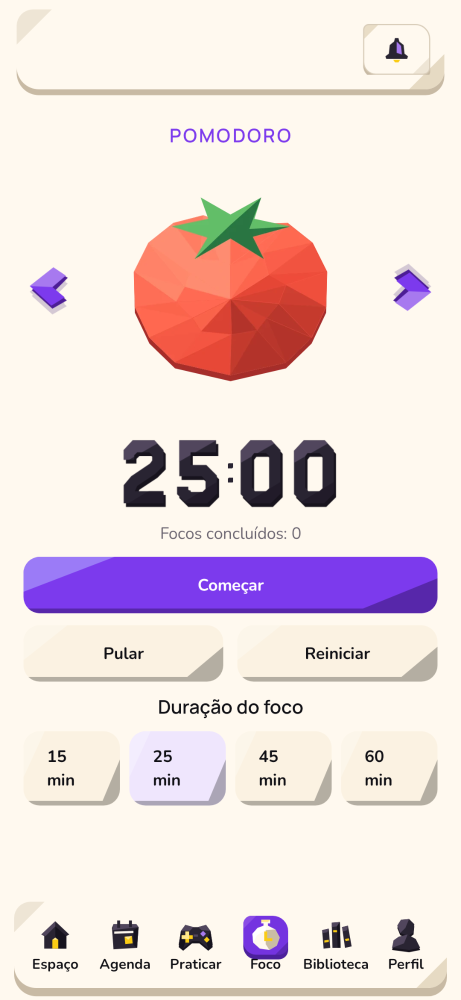 POMODORO
25:00
Focos concluídos: 0
Começar
Pular
Reiniciar
Duração do foco
15
min
25
min
45
min
60
min
Espaço
Agenda
Praticar
Foco
Biblioteca
Perfil